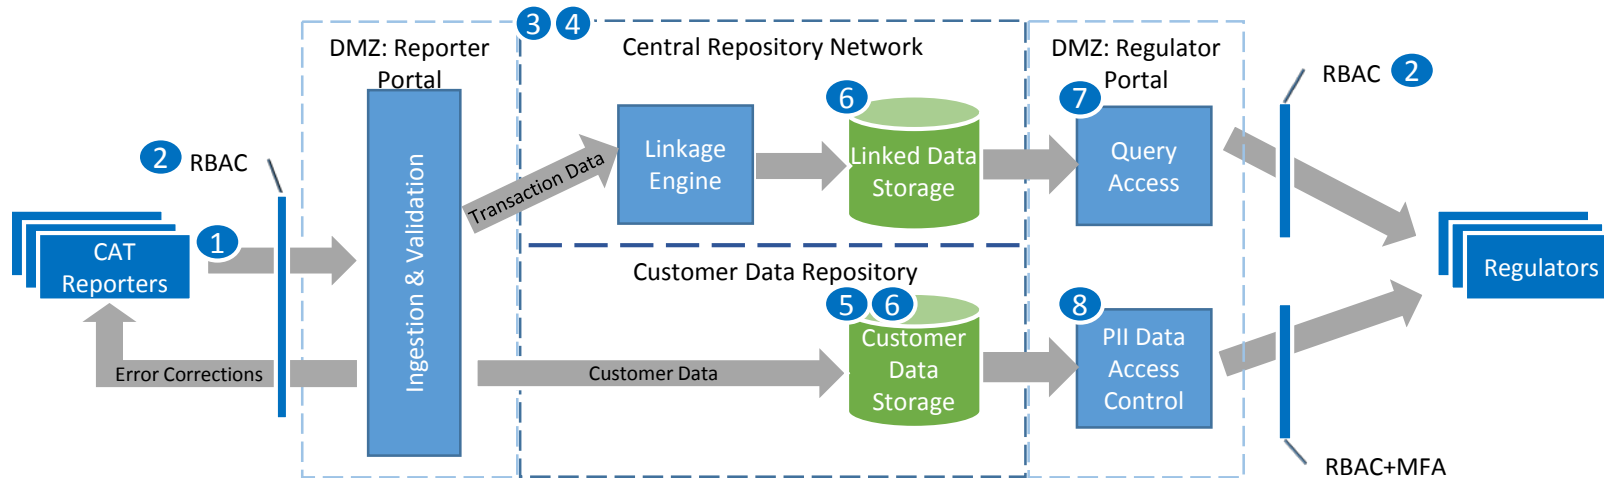 3 4
DMZ: Reporter
Portal
Central Repository Network
DMZ: Regulator
Portal
RBAC 2
2 RBAC
6
7
Ingestion & Validation
Transaction Data
Linkage
Engine
Linked Data
Storage
Query
Access
CAT
Reporters
1
Regulators
Customer Data Repository
5 6
8
Error Corrections
Customer Data
Customer
Data
Storage
PII Data
Access
Control
RBAC+MFA